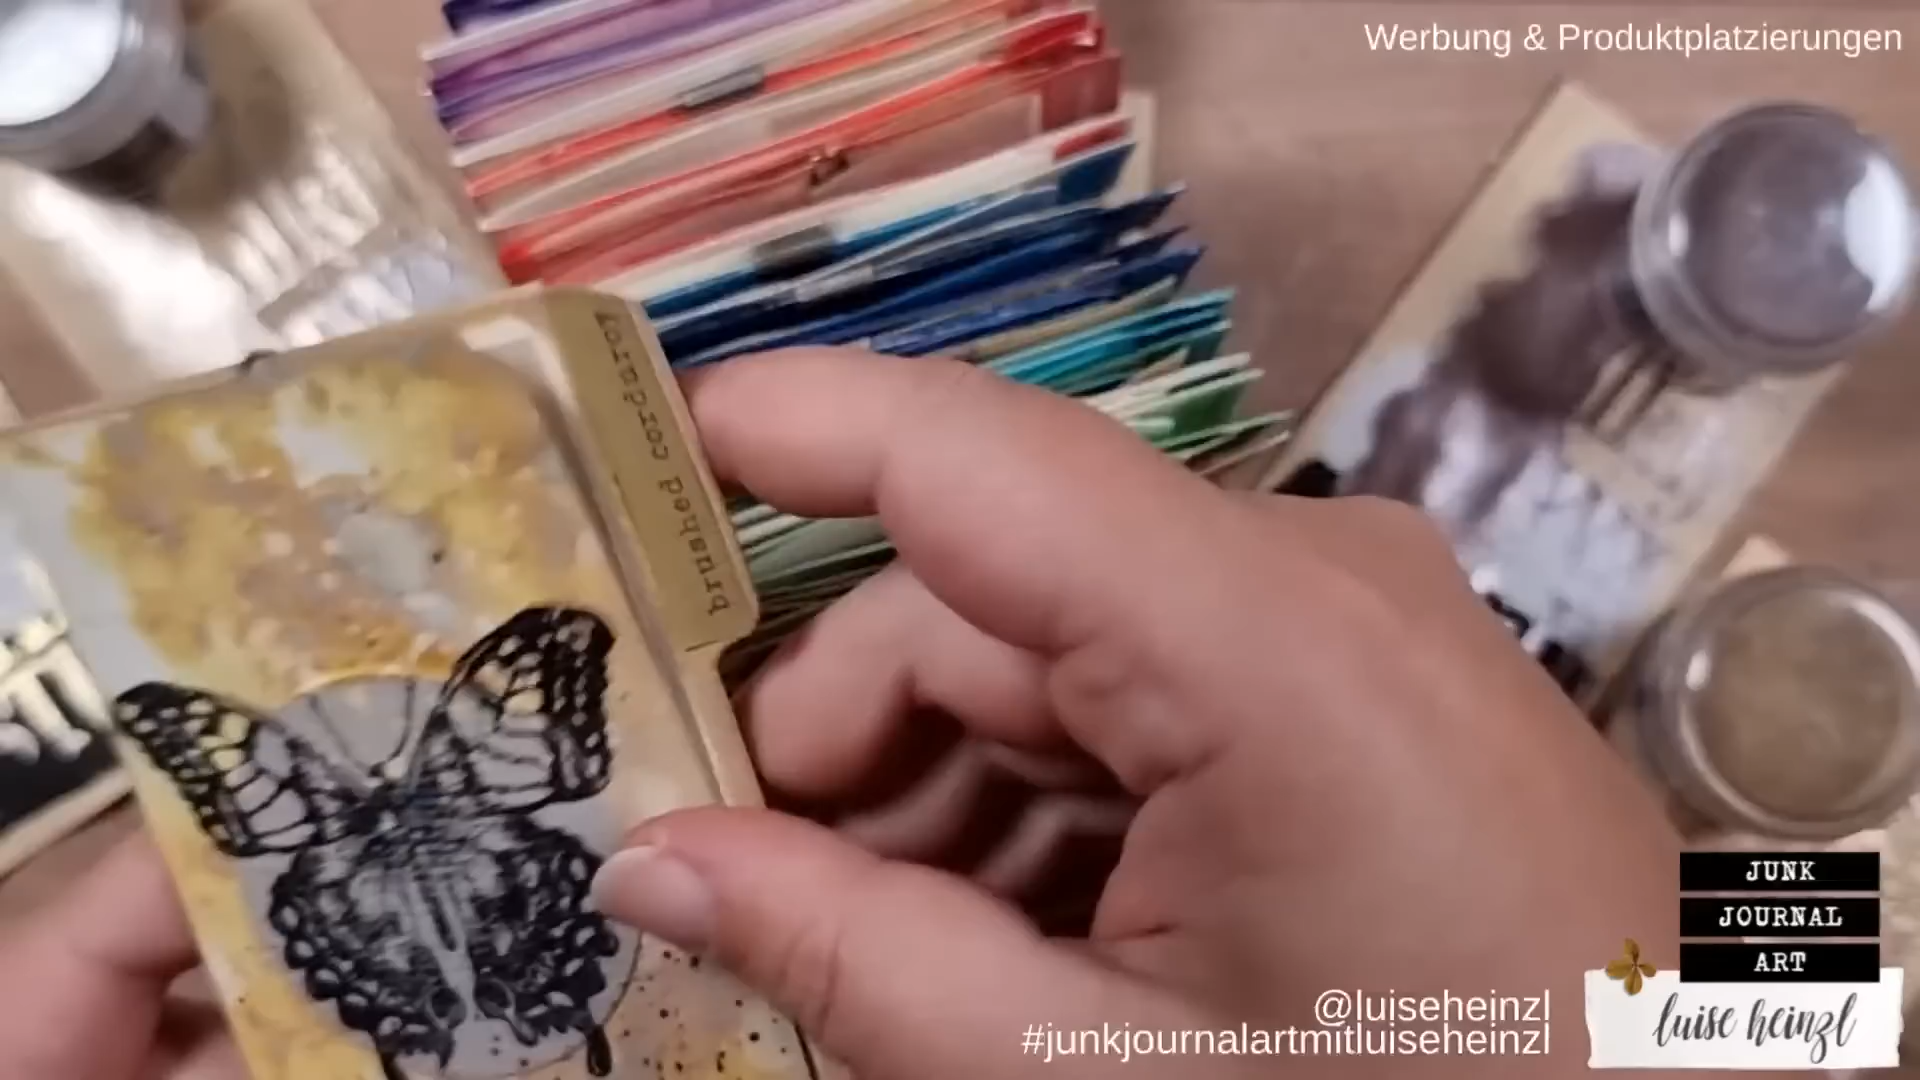 Werbung & Produktplatzierungen
brushed corduroy
JUNK
JOURNAL
ART
luise heinzl
@luiseheinzl
#junkjournalartmitluiseheinzl